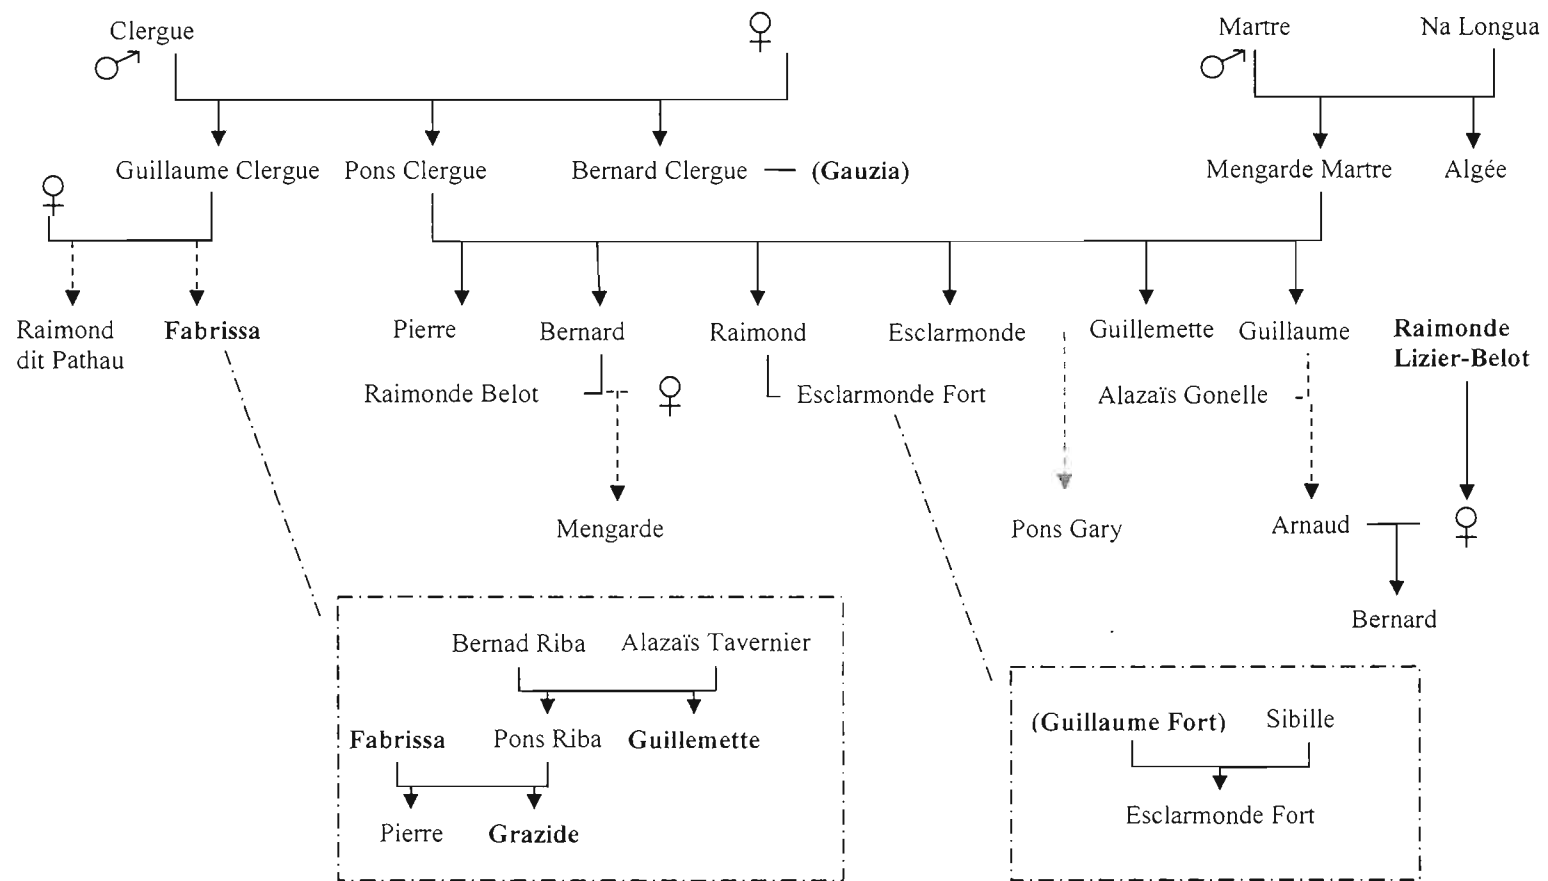 Clergue
Martre
Na Longua
Guillaume Clergue
Pons Clergue
Bernard Clergue
(Gauzia)
Mengarde Martre
Algée
Raimond
dit Pathau
Fabrissa
Pierre
Bernard
Raimond
Esclarmonde
Guillemette
Guillaume
Raimonde
Lizier-Belot
Raimonde Belot
Esclarmonde Fort
Alazaïs Gonelle
Mengarde
Pons Gary
Arnaud
Bernard
Bernad Riba
Alazaïs Tavernier
Fabrissa
Pons Riba
Guillemette
Pierre
Grazide
(Guillaume Fort)
Sibille
Esclarmonde Fort